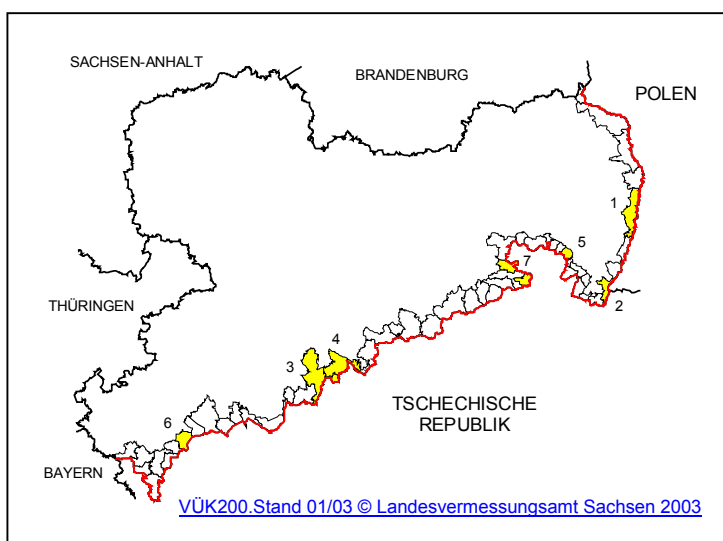 SACHSEN-ANHALT
BRANDENBURG
POLEN
1
5
7
2
THÜRINGEN
4
3
TSCHECHISCHE
REPUBLIK
6
BAYERN
VÜK200.Stand 01/03 © Landesvermessungsamt Sachsen 2003